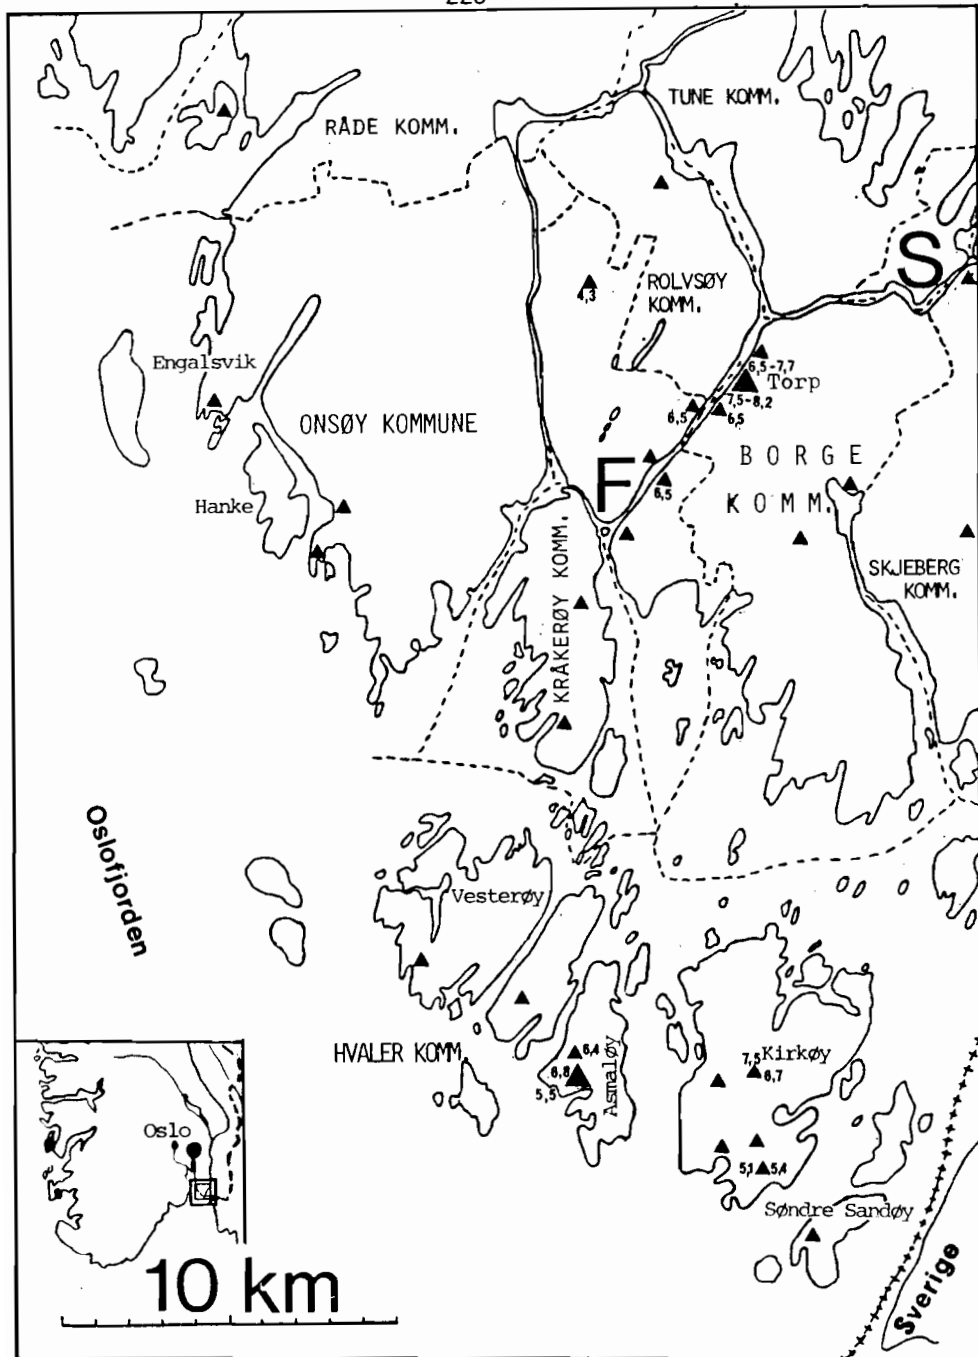 RÅDE KOMM.
TUNE KOMM.
S
4,3
ROLVSØY
KOMM.
Engalsvik
6,5-7,7
Torp
7,5-8,2
6,5
6,5
ONSØY KOMMUNE
BORGE
KOMM.
F
6,5
Hanke
SKJEBERG
KOMM.
KRÅKERØY KOMM.
Oslofjorden
Vesterøy
HVALER KOMM.
6,4
6,8
5,5
Asmaløy
7,5
Kirkøy
6,7
5,1
5,4
Søndre Sandøy
Oslo
10 km
Sverige